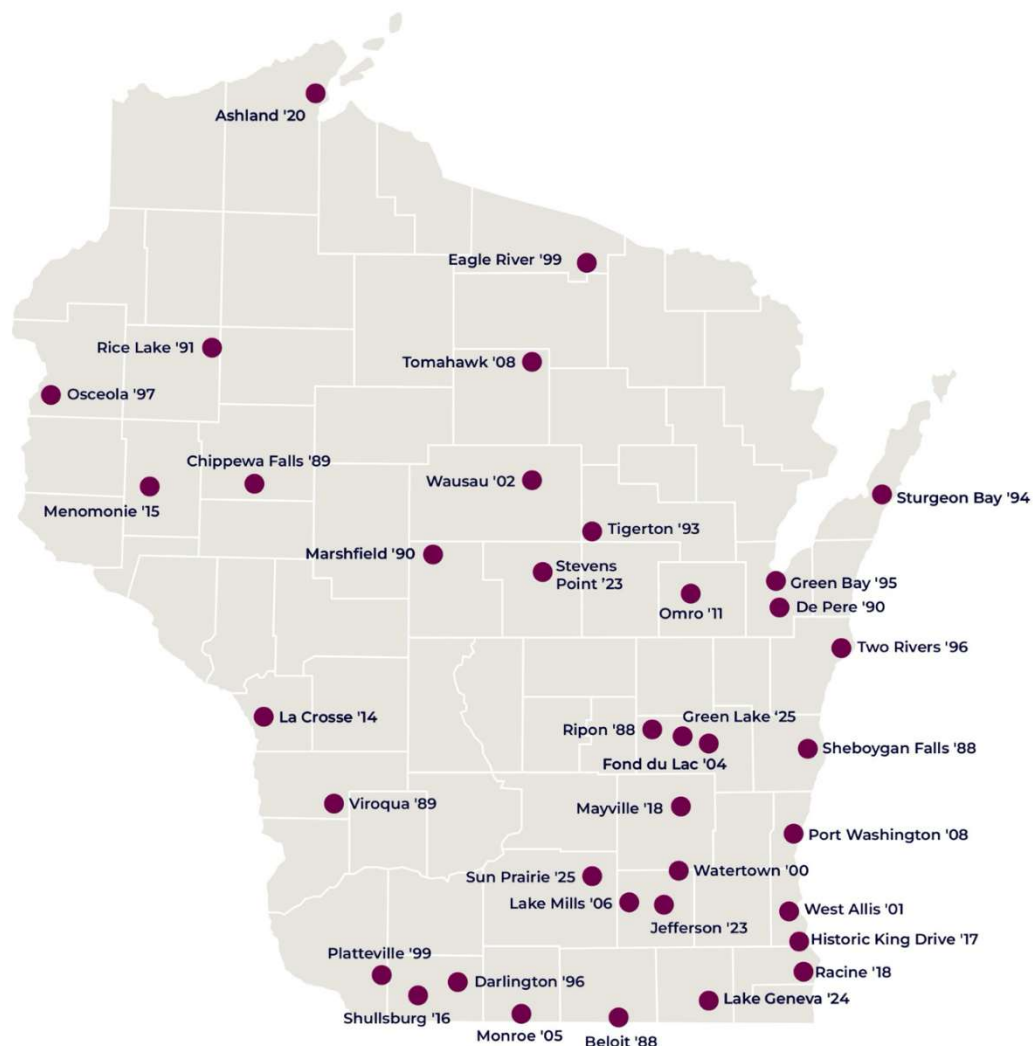 Ashland '20
Eagle River '99
Rice Lake '91
Tomahawk '08
Osceola '97
Chippewa Falls '89
Wausau '02
Sturgeon Bay '94
Menomonie '15
Tigerton '93
Marshfield '90
Stevens
Point ’23
Green Bay '95
Omro '11
De Pere '90
Two Rivers '96
La Crosse '14
Green Lake ‘25
Ripon '88
Sheboygan Falls '88
Fond du Lac '04
Viroqua '89
Mayville '18
Port Washington '08
Watertown '00
Sun Prairie '25
Lake Mills '06
West Allis '01
Jefferson '23
Historic King Drive '17
Platteville '99
Racine '18
Darlington '96
Lake Geneva '24
Shullsburg '16
Monroe '05
Beloit '88